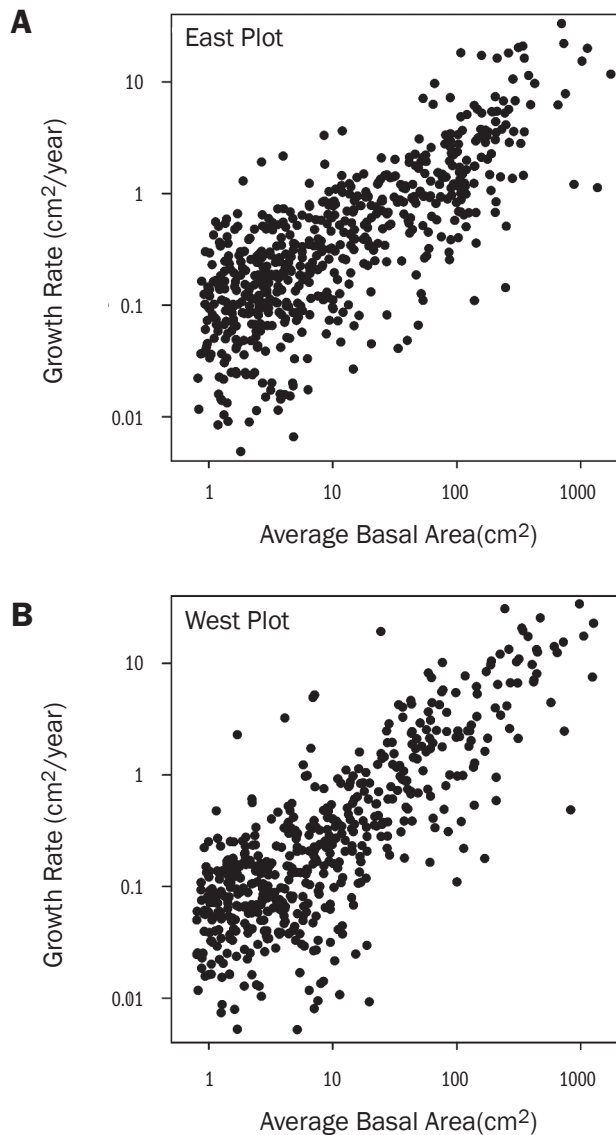 A
East Plot
Growth Rate (cm2/year)
10
1
0.1
0.01
1 10 100 1000
Average Basal Area(cm2)
B
West Plot
Growth Rate (cm2/year)
10
1
0.1
0.01
1 10 100 1000
Average Basal Area(cm2)